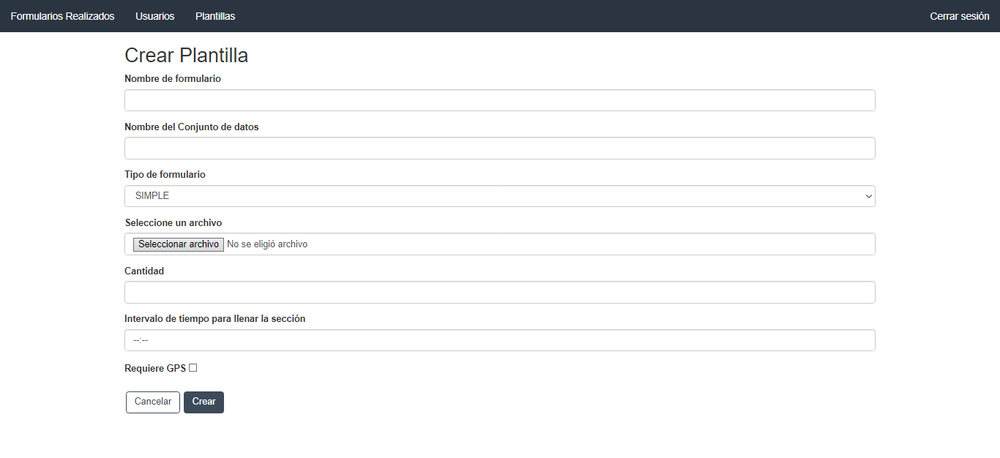 Formularios Realizados Usuarios Plantillas Cerrar sesión
Crear Plantilla
Nombre de formulario
Nombre del Conjunto de datos
Tipo de formulario
SIMPLE
Seleccione un archivo
Seleccionar archivo No se eligió archivo
Cantidad
Intervalo de tiempo para llenar la sección
--:--
Requiere GPS
Cancelar Crear